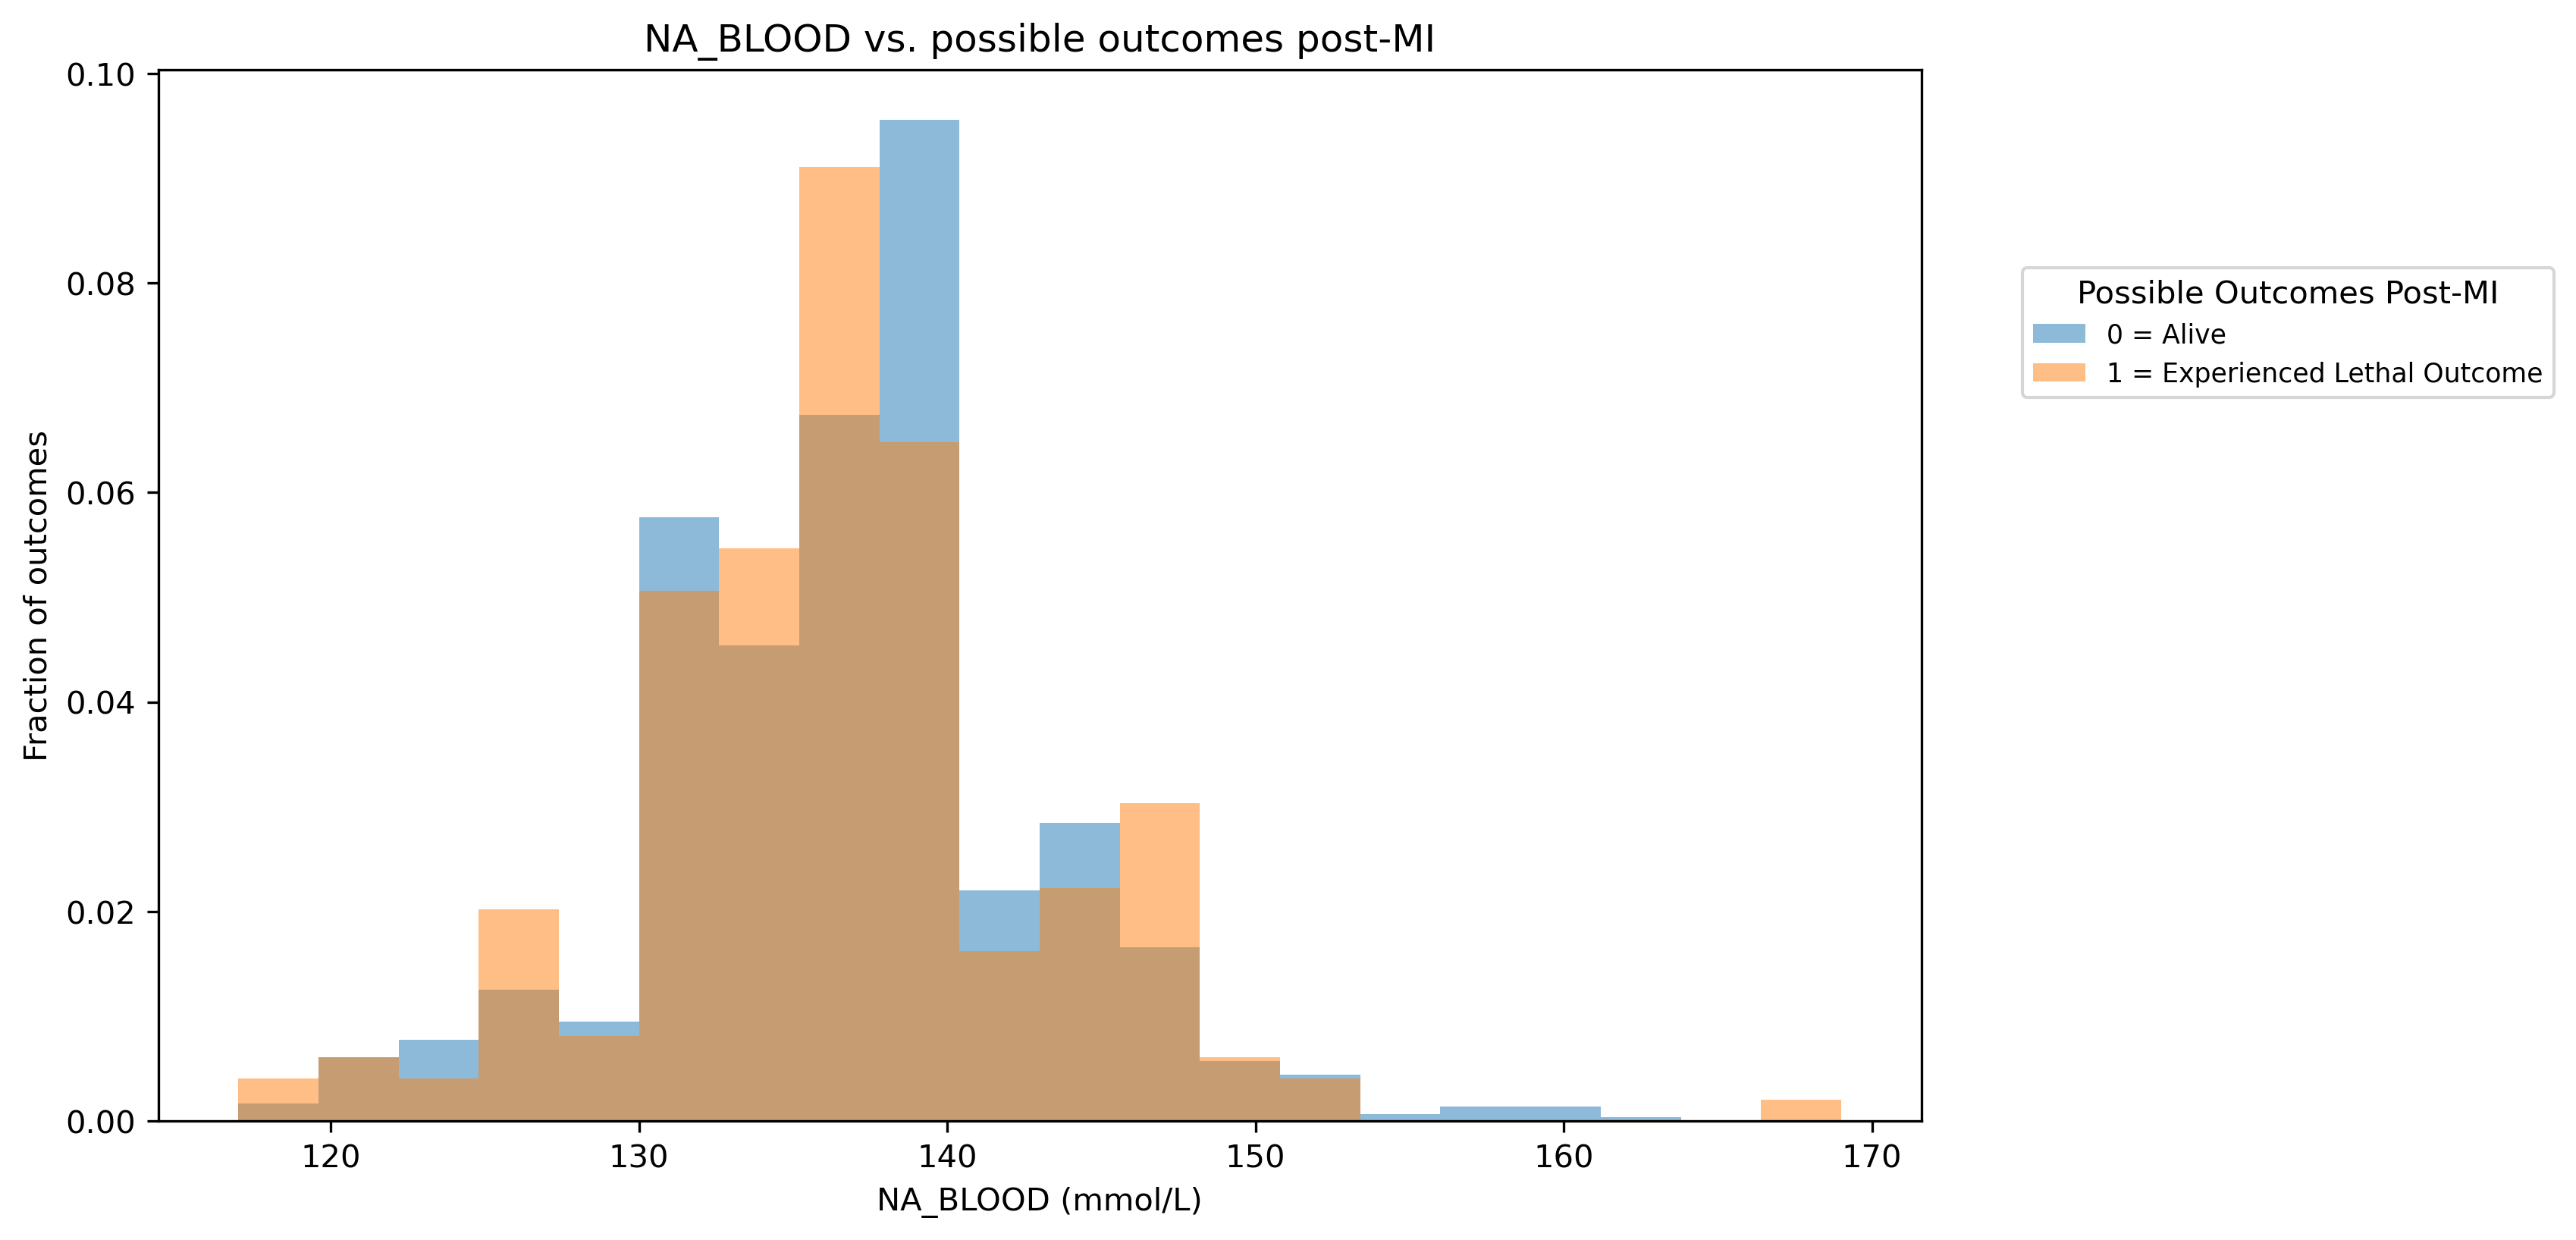 NA_BLOOD vs. possible outcomes post-MI
0.10
0.08
0.06
0.04
0.02
0.00
Fraction of outcomes
120 130 140 150 160 170
NA_BLOOD (mmol/L)
Possible Outcomes Post-MI
0 = Alive
1 = Experienced Lethal Outcome